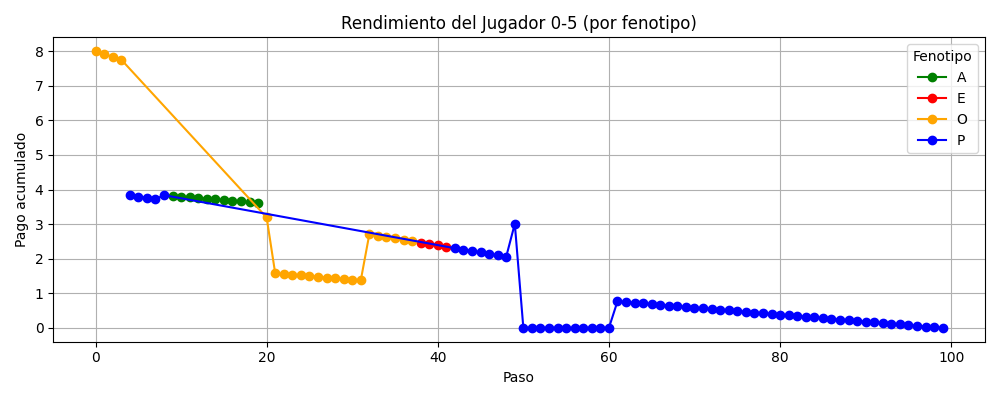 Rendimiento del Jugador 0-5 (por fenotipo)
Pago acumulado
8
7
6
5
4
3
2
1
0
Fenotipo
A
E
O
P
0 20 40 60 80 100
Paso